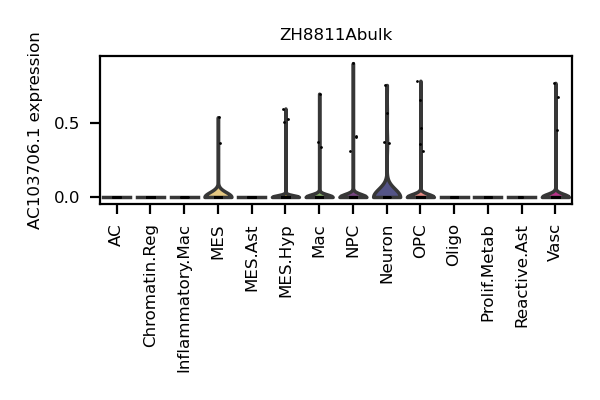 ZH8811Abulk
AC103706.1 expression
0.5
0.0
AC
Chromatin.Reg
Inflammatory.Mac
MES
MES.Ast
MES.Hyp
Mac
NPC
Neuron
OPC
Oligo
Prolif.Metab
Reactive.Ast
Vasc